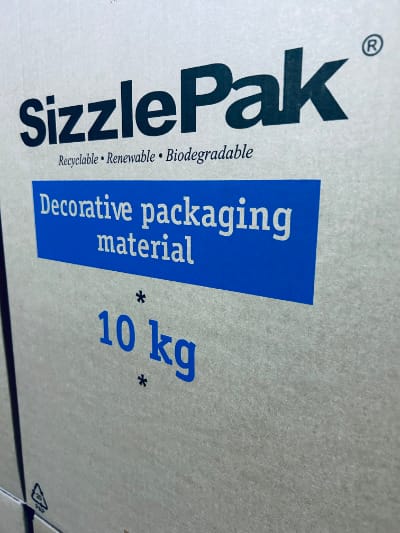 SizzlePak®
Recyclable • Renewable • Biodegradable
Decorative packaging
material
*
10 kg
*